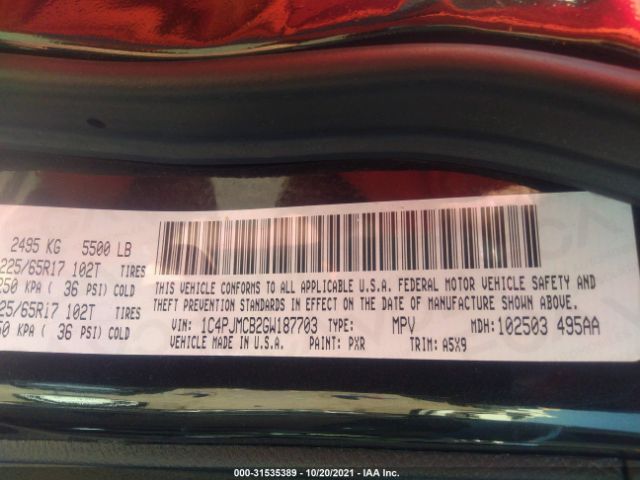 2495 KG 5500 LB
225/65R17 102T TIRES
250 KPA ( 36 PSI) COLD
225/65R17 102T TIRES
250 KPA ( 36 PSI) COLD
THIS VEHICLE CONFORMS TO ALL APPLICABLE U.S.A. FEDERAL MOTOR VEHICLE SAFETY AND
THEFT PREVENTION STANDARDS IN EFFECT ON THE DATE OF MANUFACTURE SHOWN ABOVE.
VIN: 1C4PJMCB2GW187703 TYPE: MPV MDH: 102503 495AA
VEHICLE MADE IN U.S.A. PAINT: PXR TRIM: A5X9
000-31535389 - 10/20/2021 - IAA Inc.